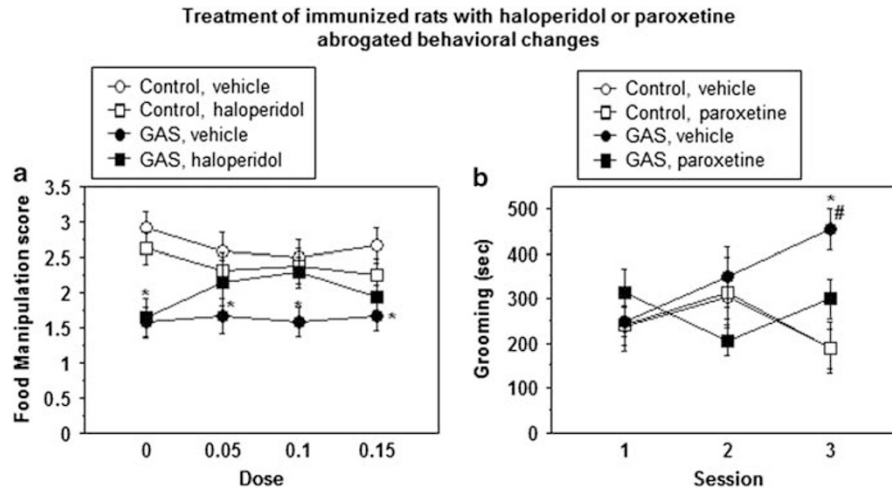 Treatment of immunized rats with haloperidol or paroxetine
abrogated behavioral changes
Control, vehicle
Control, haloperidol
GAS, vehicle
GAS, haloperidol
a
Food Manipulation score
3.5
3
2.5
2
1.5
1
0.5
0
*
*
*
*
0 0.05 0.1 0.15
Dose
Control, vehicle
Control, paroxetine
GAS, vehicle
GAS, paroxetine
b
Grooming (sec)
500
400
300
200
100
0
*
#
1 2 3
Session